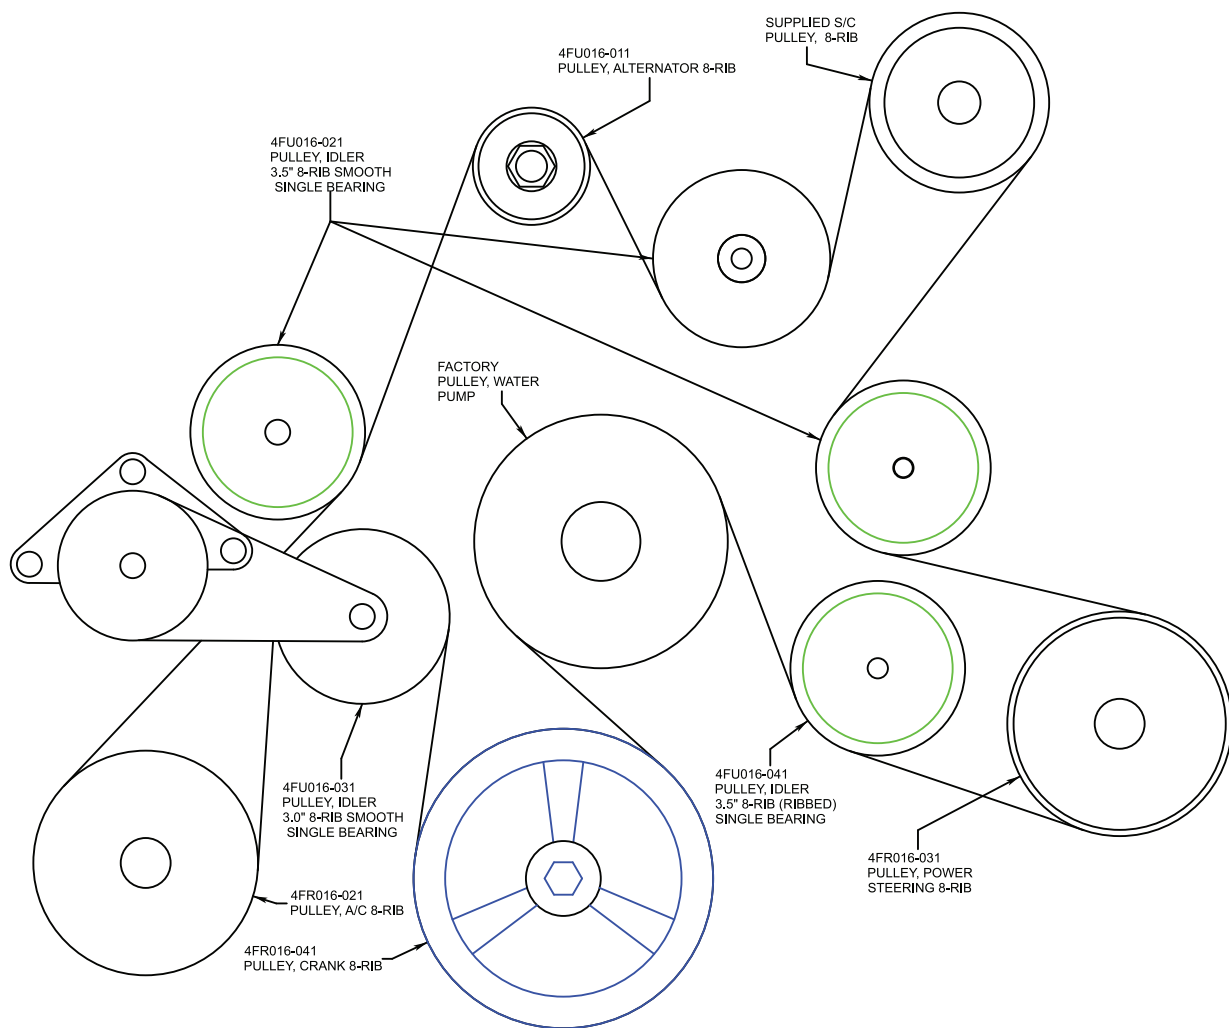 SUPPLIED S/C
PULLEY, 8-RIB
4FU016-011
PULLEY, ALTERNATOR 8-RIB
4FU016-021
PULLEY, IDLER
3.5" 8-RIB SMOOTH
SINGLE BEARING
FACTORY
PULLEY, WATER
PUMP
4FU016-031
PULLEY, IDLER
3.0" 8-RIB SMOOTH
SINGLE BEARING
4FU016-041
PULLEY, IDLER
3.5" 8-RIB (RIBBED)
SINGLE BEARING
4FR016-031
PULLEY, POWER
STEERING 8-RIB
4FR016-021
PULLEY, A/C 8-RIB
4FR016-041
PULLEY, CRANK 8-RIB